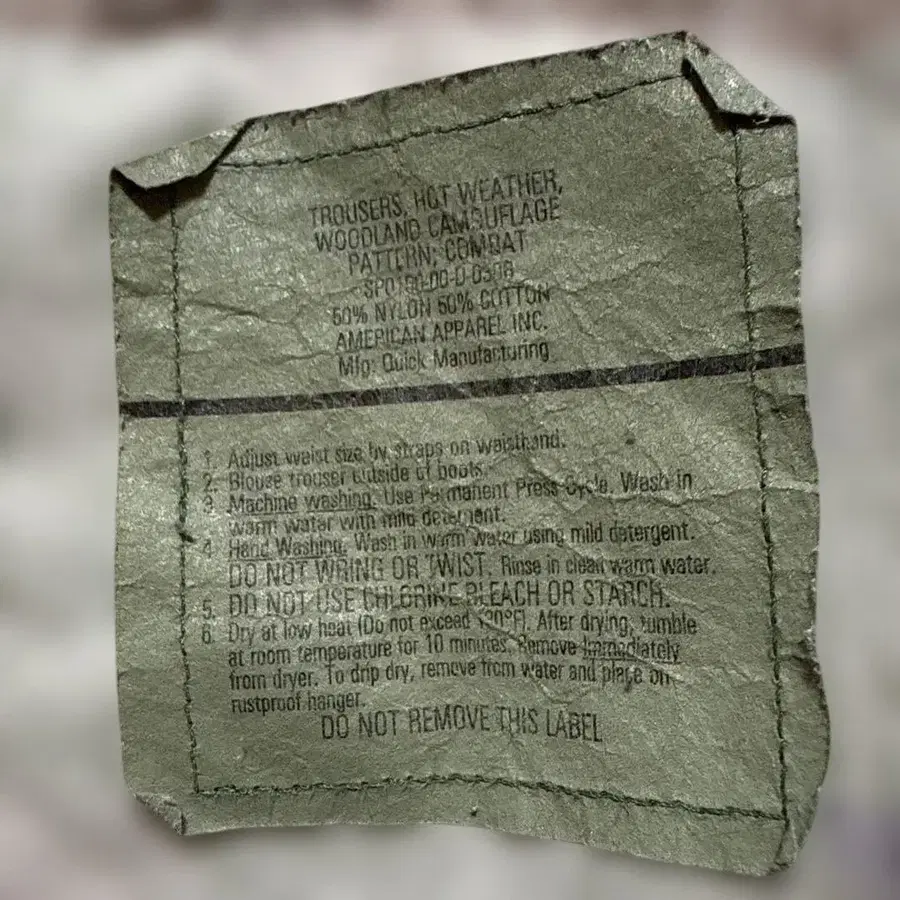 TROUSERS, HOT WEATHER,
WOODLAND CAMOUFLAGE
PATTERN: COMBAT
50% NYLON 50% COTTON
AMERICAN APPAREL INC.
Mfg: Quick Manufacturing
1. Adjust waist size by straps on waistband.
2. Blouse trouser outside of boots.
3. Machine washing. Use Permanent Press Cycle. Wash in
warm water with mild detergent.
4. Hand Washing. Wash in warm water using mild detergent.
DO NOT WRING OR TWIST. Rinse in clean warm water.
5. DO NOT USE CHLORINE BLEACH OR STARCH.
6. Dry at low heat (Do not exceed 130°F). After drying, tumble
at room temperature for 10 minutes. Remove immediately
from dryer. To drip dry, remove from water and place on
rustproof hanger.
DO NOT REMOVE THIS LABEL